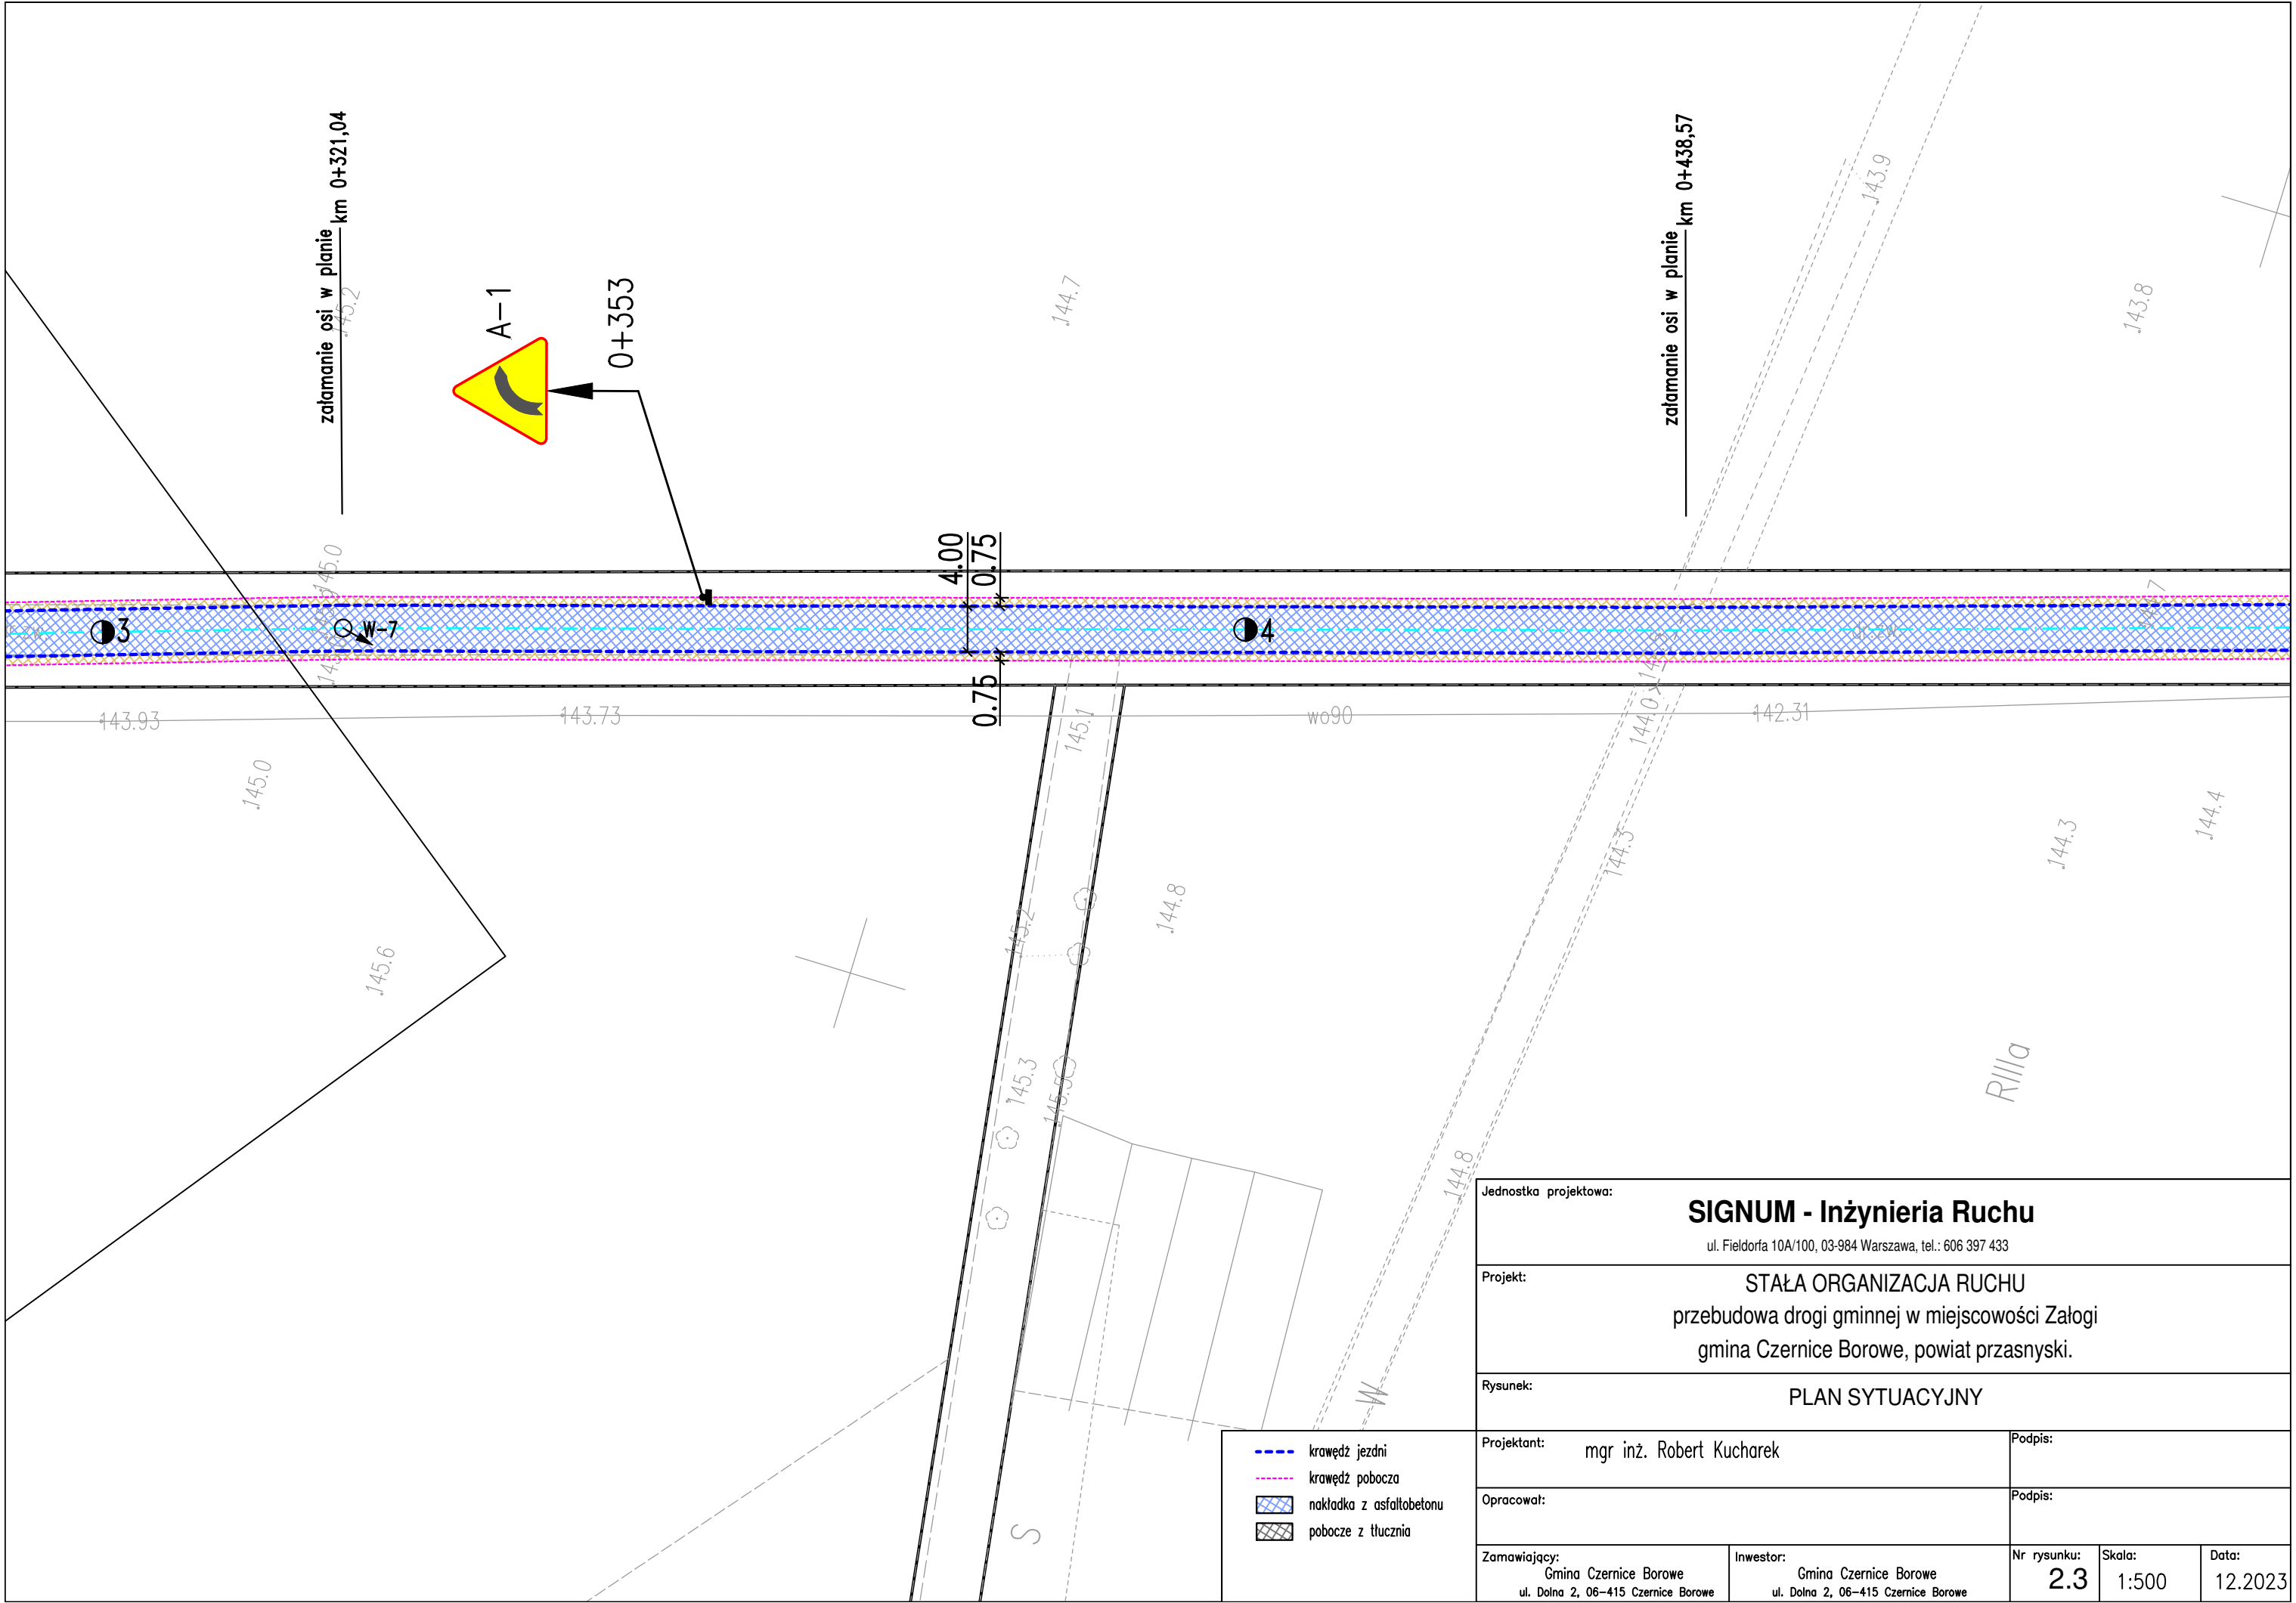 załamanie osi w planie km 0+321,04
145.2
A-1
0+353
144.7
załamanie osi w planie km 0+438,57
143.9
143.8
145.0
4.00
0.75
3
W-7
4
dr.zw.
0.75
143.93
143.73
wo90
142.31
145.1
144.0
145.0
144.3
144.3
144.4
145.6
145.2
144.8
145.3
145.5
RIIIa
144.8
W
S
krawędź jezdni
krawędź pobocza
nakładka z asfaltobetonu
pobocze z tłucznia
Jednostka projektowa:
SIGNUM - Inżynieria Ruchu
ul. Fieldorfa 10A/100, 03-984 Warszawa, tel.: 606 397 433
Projekt:
STAŁA ORGANIZACJA RUCHU
przebudowa drogi gminnej w miejscowości Załogi
gmina Czernice Borowe, powiat przasnyski.
Rysunek:
PLAN SYTUACYJNY
Projektant: mgr inż. Robert Kucharek
Podpis:
Opracował:
Podpis:
Zamawiający:
Gmina Czernice Borowe
ul. Dolna 2, 06-415 Czernice Borowe
Inwestor:
Gmina Czernice Borowe
ul. Dolna 2, 06-415 Czernice Borowe
Nr rysunku:
2.3
Skala:
1:500
Data:
12.2023